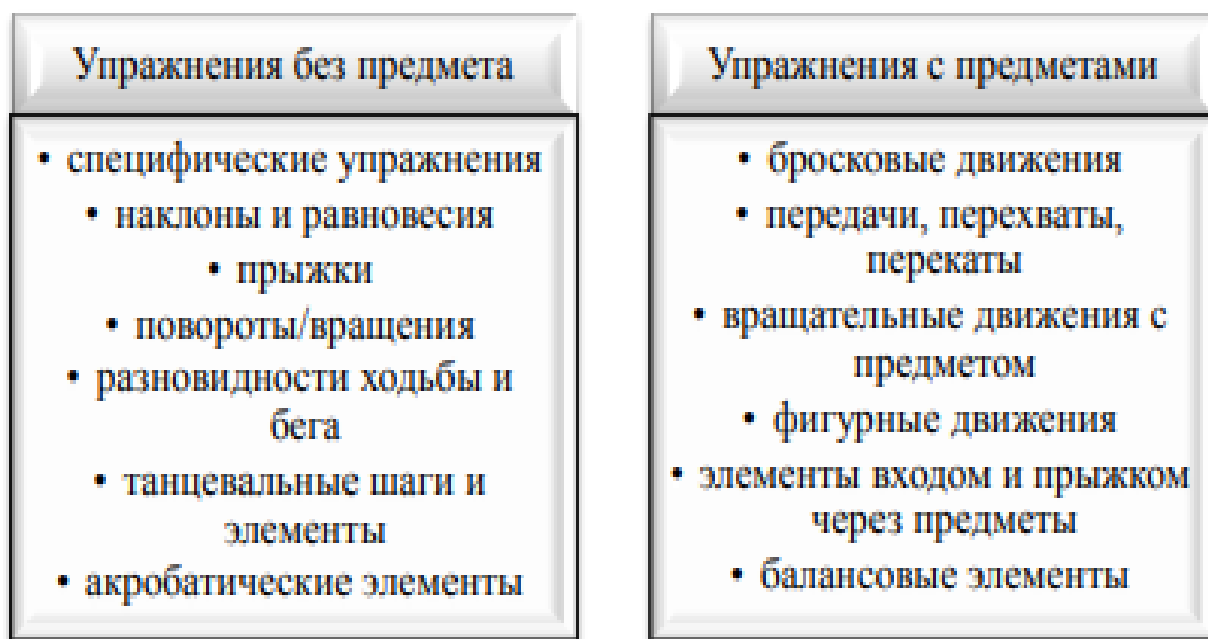 Упражнения без предмета
• специфические упражнения
• наклоны и равновесия
• прыжки
• повороты/вращения
• разновидности ходьбы и
бега
• танцевальные шаги и
элементы
• акробатические элементы
Упражнения с предметами
• бросковые движения
• передачи, перехваты,
перекаты
• вращательные движения с
предметом
• фигурные движения
• элементы входом и прыжком
через предметы
• балансовые элементы